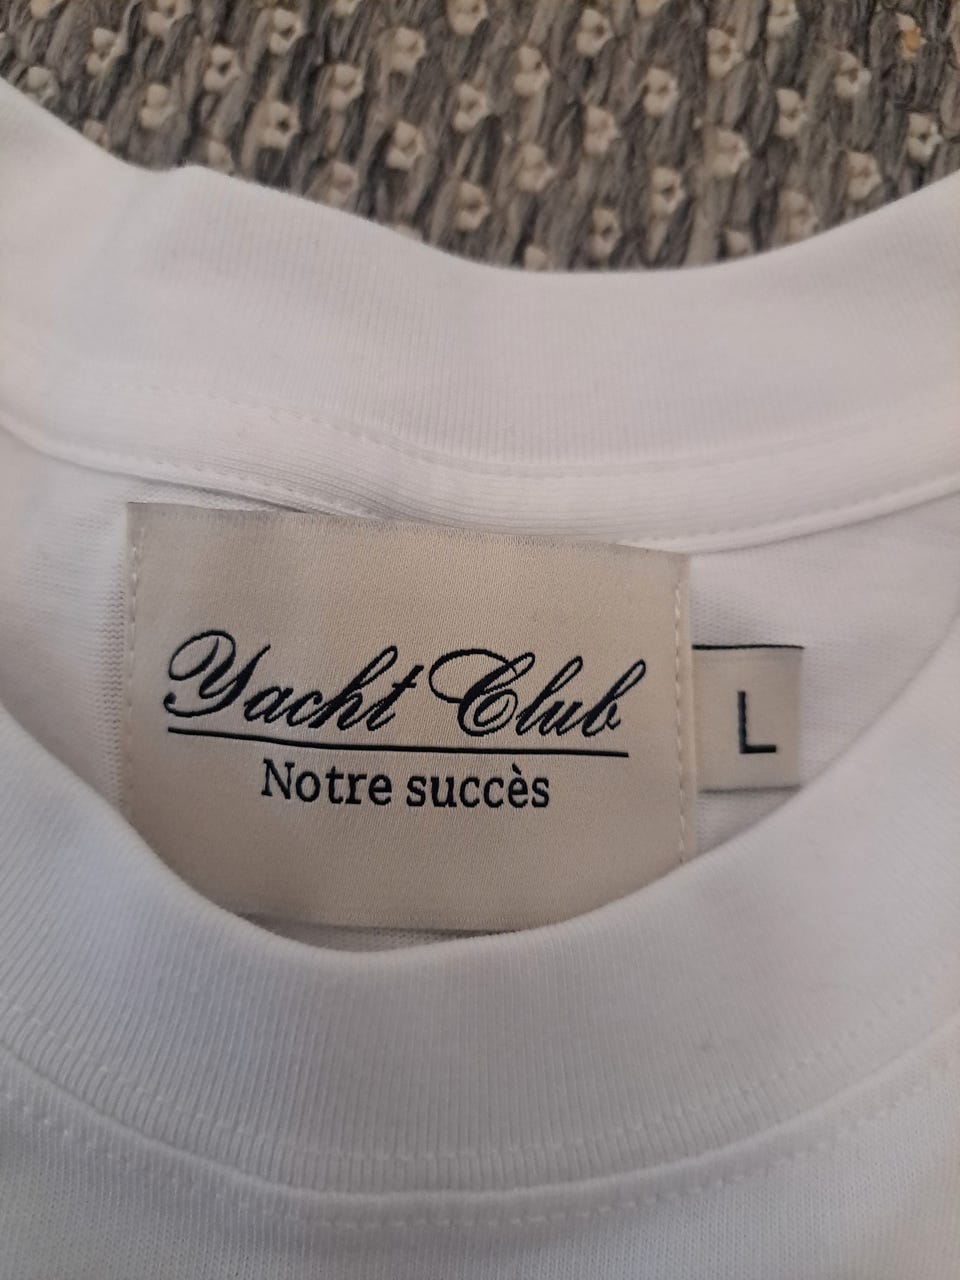 Yacht Club
Notre succès
L